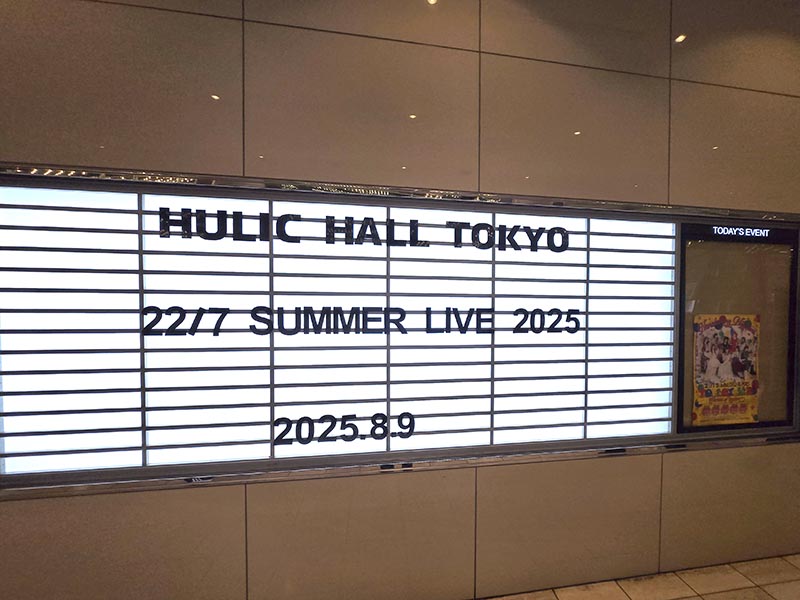 HULIC HALL TOKYO
22/7 SUMMER LIVE 2025
2025.8.9
TODAY'S EVENT